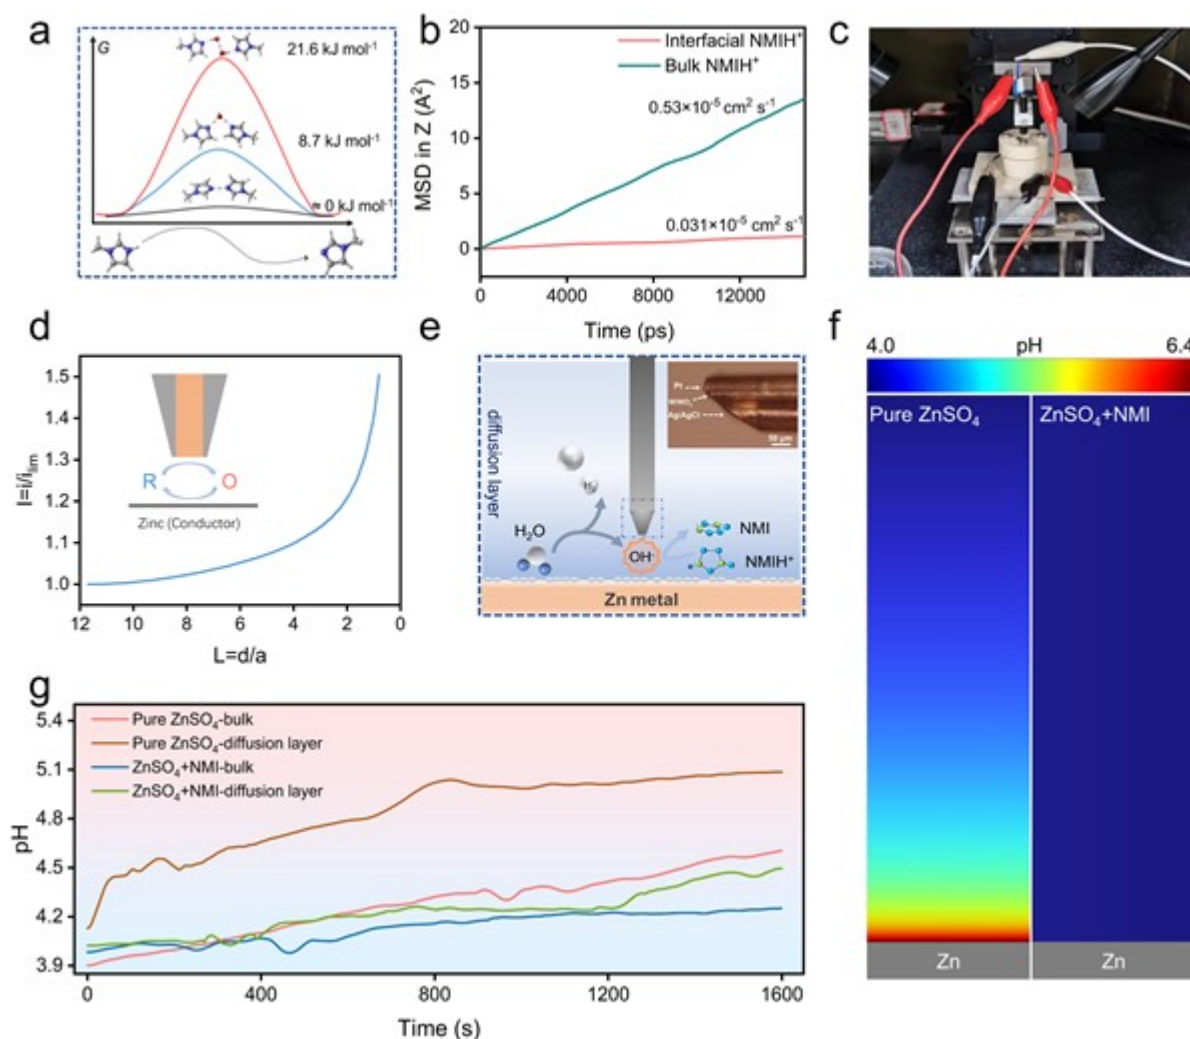 a
G
21.6 kJ mol⁻¹
8.7 kJ mol⁻¹
≈ 0 kJ mol⁻¹
b
MSD in Z (A²)
20
15
10
5
0
Interfacial NMIH⁺
Bulk NMIH⁺
0.53×10⁻⁵ cm² s⁻¹
0.031×10⁻⁵ cm² s⁻¹
0 4000 8000 12000
Time (ps)
c
d
I=i/i_lim
1.5
1.4
1.3
1.2
1.1
1.0
R O
Zinc (Conductor)
12 10 8 6 4 2 0
L=d/a
e
diffusion layer
Pt
Ag/AgCl
50 μm
H₂
H₂O
OH⁻
NMI
NMIH⁺
Zn metal
f
4.0 pH 6.4
Pure ZnSO₄ ZnSO₄+NMI
Zn Zn
g
pH
5.4
5.1
4.8
4.5
4.2
3.9
Pure ZnSO₄-bulk
Pure ZnSO₄-diffusion layer
ZnSO₄+NMI-bulk
ZnSO₄+NMI-diffusion layer
0 400 800 1200 1600
Time (s)